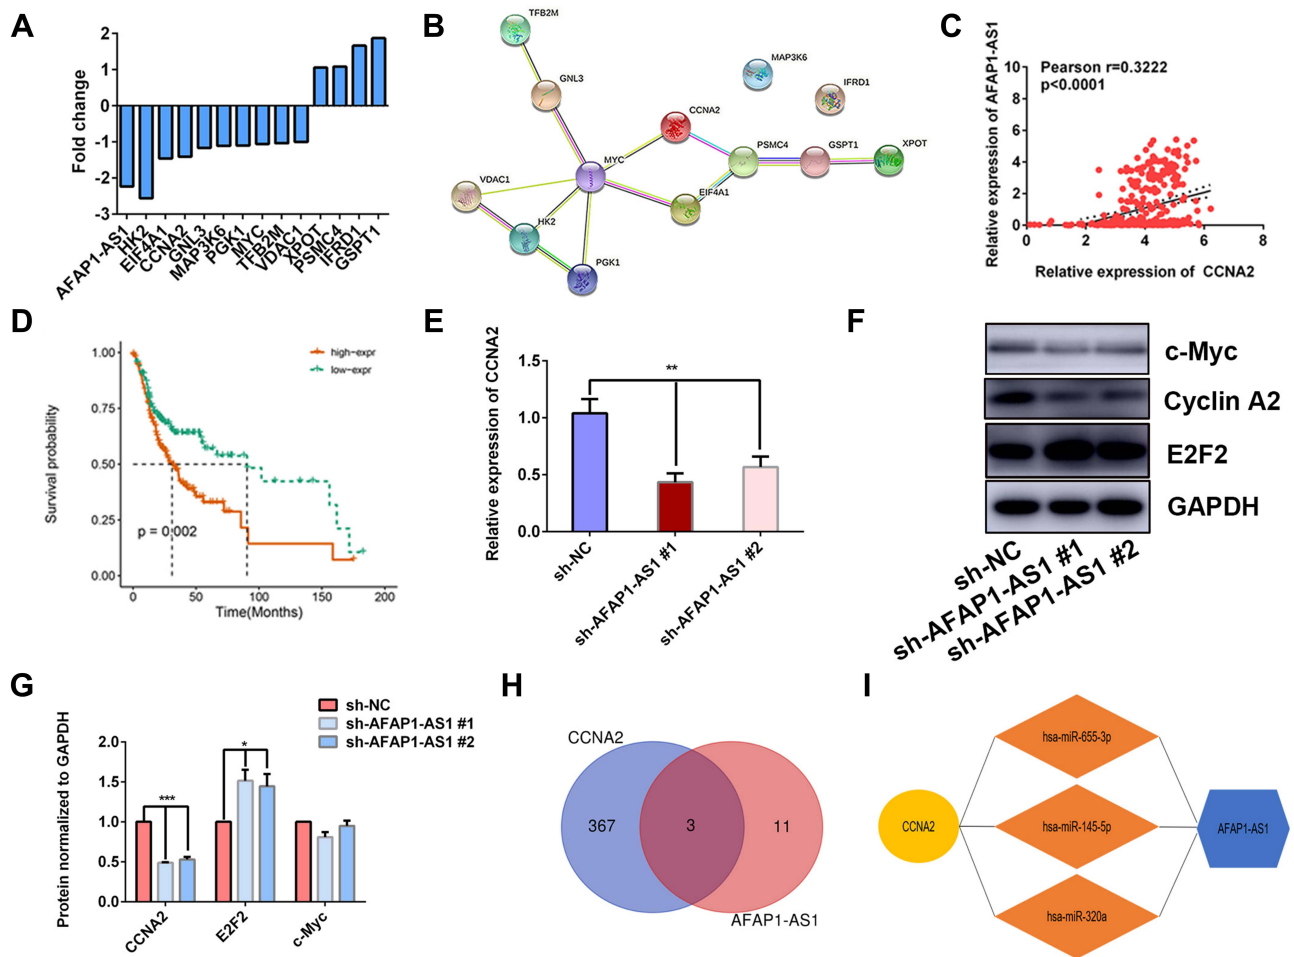 A
2
1
0
-1
-2
-3
Fold change
AFAP1-AS1
HK2
EIF4A1
CCNA2
GNL3
MAP3K6
PGK1
MYC
TFB2M
VDAC1
XPOT
PSMC4
IFRD1
GSPT1
B
TFB2M
GNL3
MAP3K6
IFRD1
CCNA2
PSMC4
GSPT1
XPOT
MYC
VDAC1
EIF4A1
HK2
PGK1
C
Relative expression of AFAP1-AS1
Pearson r=0.3222
p<0.0001
10
8
6
4
2
0
0
2
4
6
8
Relative expression of CCNA2
D
Survival probability
1.00
0.75
0.50
0.25
0.00
high-expr
low-expr
p = 0.002
0
50
100
150
200
Time(Months)
E
Relative expression of CCNA2
1.5
1.0
0.5
0.0
**
sh-NC
sh-AFAP1-AS1 #1
sh-AFAP1-AS1 #2
F
c-Myc
Cyclin A2
E2F2
GAPDH
sh-NC
sh-AFAP1-AS1 #1
sh-AFAP1-AS1 #2
G
Protein normalized to GAPDH
sh-NC
sh-AFAP1-AS1 #1
sh-AFAP1-AS1 #2
2.0
1.5
1.0
0.5
0.0
***
*
CCNA2
E2F2
c-Myc
H
CCNA2
367
3
11
AFAP1-AS1
I
hsa-miR-655-3p
CCNA2
hsa-miR-145-5p
AFAP1-AS1
hsa-miR-320a